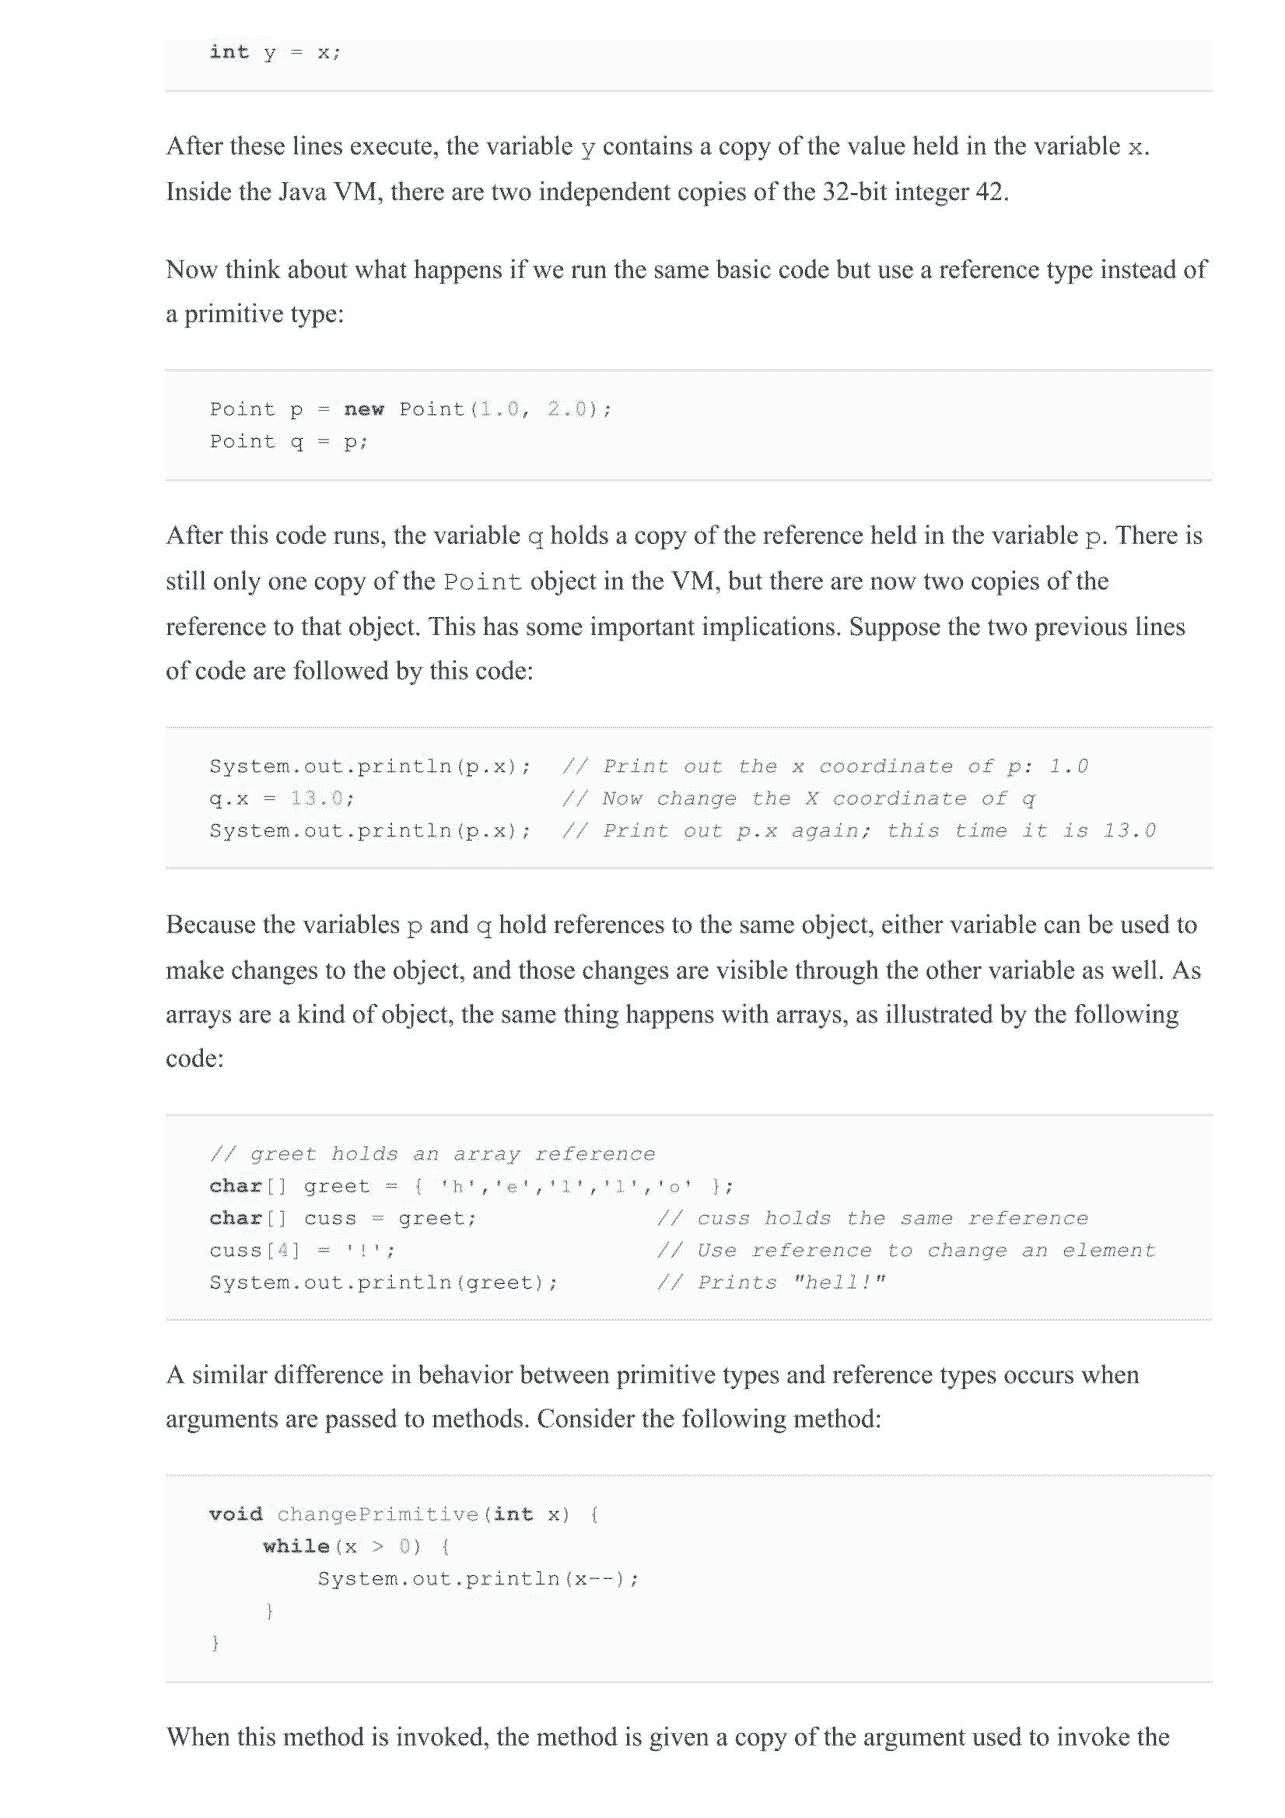 int y = x;
After these lines execute, the variable y contains a copy of the value held in the variable x.
Inside the Java VM, there are two independent copies of the 32-bit integer 42.
Now think about what happens if we run the same basic code but use a reference type instead of
a primitive type:
Point p = new Point(1.0, 2.0);
Point q = p;
After this code runs, the variable q holds a copy of the reference held in the variable p. There is
still only one copy of the Point object in the VM, but there are now two copies of the
reference to that object. This has some important implications. Suppose the two previous lines
of code are followed by this code:
System.out.println(p.x);  // Print out the x coordinate of p: 1.0
q.x = 13.0;               // Now change the X coordinate of q
System.out.println(p.x);  // Print out p.x again; this time it is 13.0
Because the variables p and q hold references to the same object, either variable can be used to
make changes to the object, and those changes are visible through the other variable as well. As
arrays are a kind of object, the same thing happens with arrays, as illustrated by the following
code:
// greet holds an array reference
char[] greet = { 'h','e','l','l','o' };
char[] cuss = greet;             // cuss holds the same reference
cuss[4] = '!';                   // Use reference to change an element
System.out.println(greet);       // Prints "hell!"
A similar difference in behavior between primitive types and reference types occurs when
arguments are passed to methods. Consider the following method:
void changePrimitive(int x) {
    while(x > 0) {
        System.out.println(x--);
    }
}
When this method is invoked, the method is given a copy of the argument used to invoke the